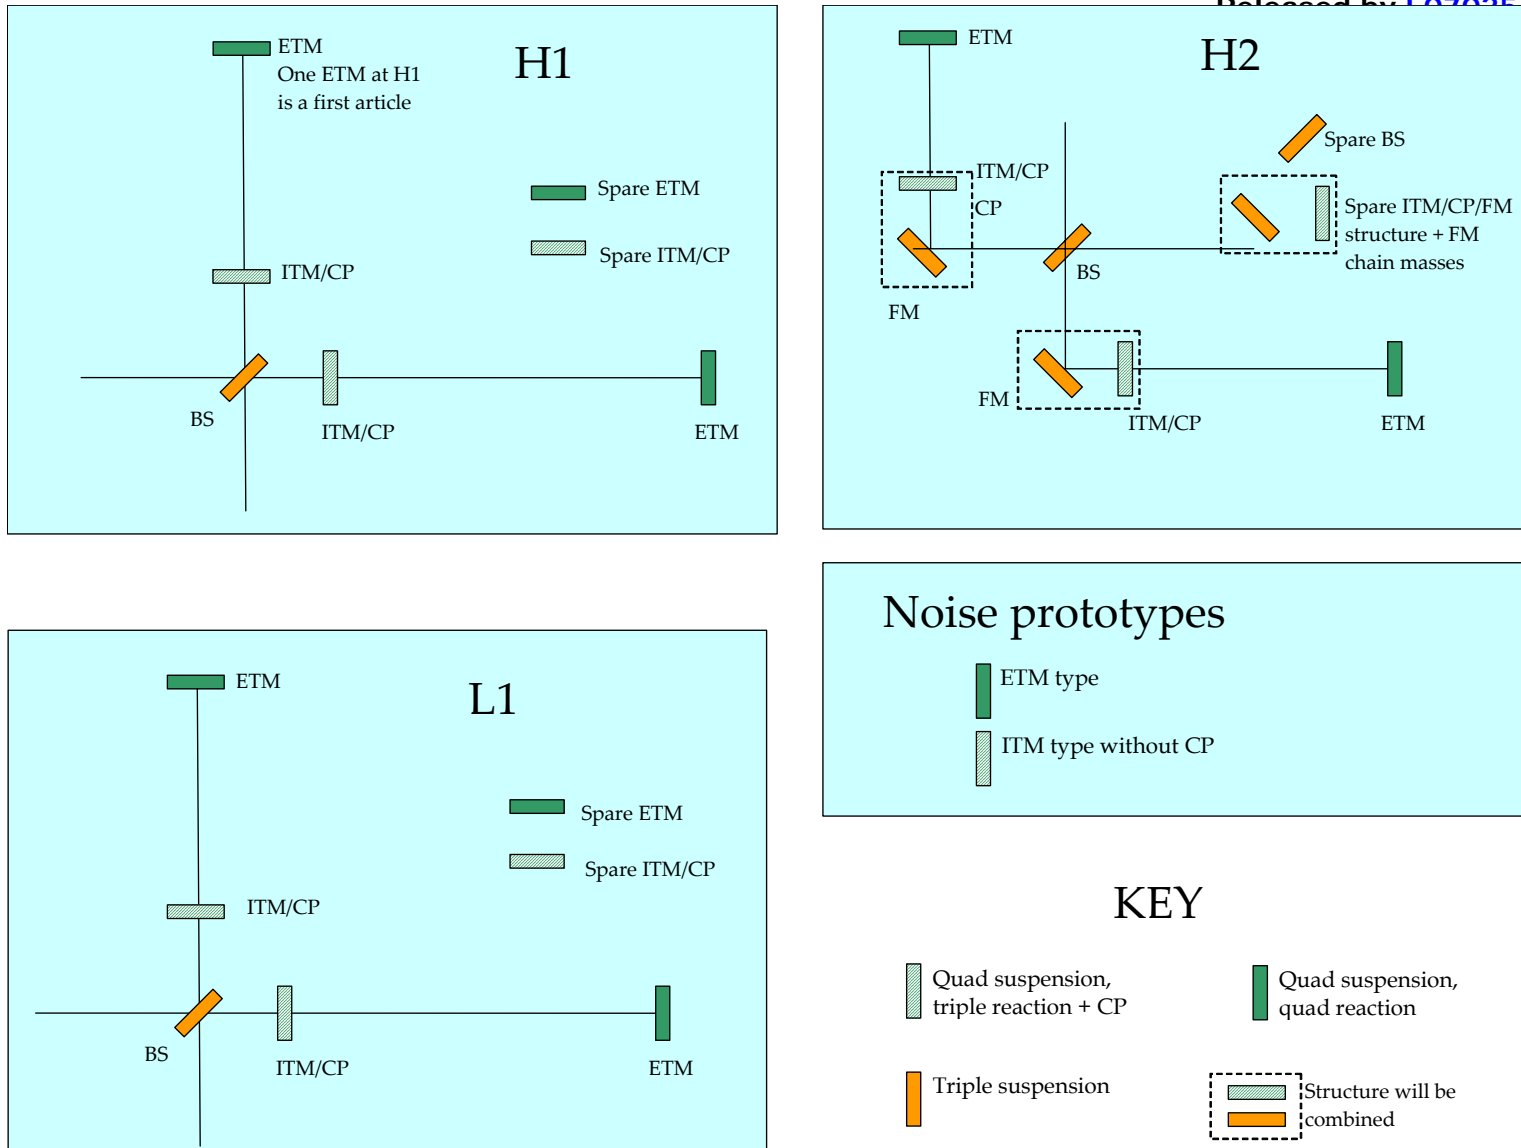 H1
ETM
One ETM at H1
is a first article
Spare ETM
Spare ITM/CP
ITM/CP
BS
ITM/CP
ETM
H2
ETM
Spare BS
ITM/CP
CP
Spare ITM/CP/FM
structure + FM
chain masses
BS
FM
FM
ITM/CP
ETM
L1
ETM
Spare ETM
Spare ITM/CP
ITM/CP
BS
ITM/CP
ETM
Noise prototypes
ETM type
ITM type without CP
KEY
Quad suspension,
triple reaction + CP
Quad suspension,
quad reaction
Triple suspension
Structure will be
combined